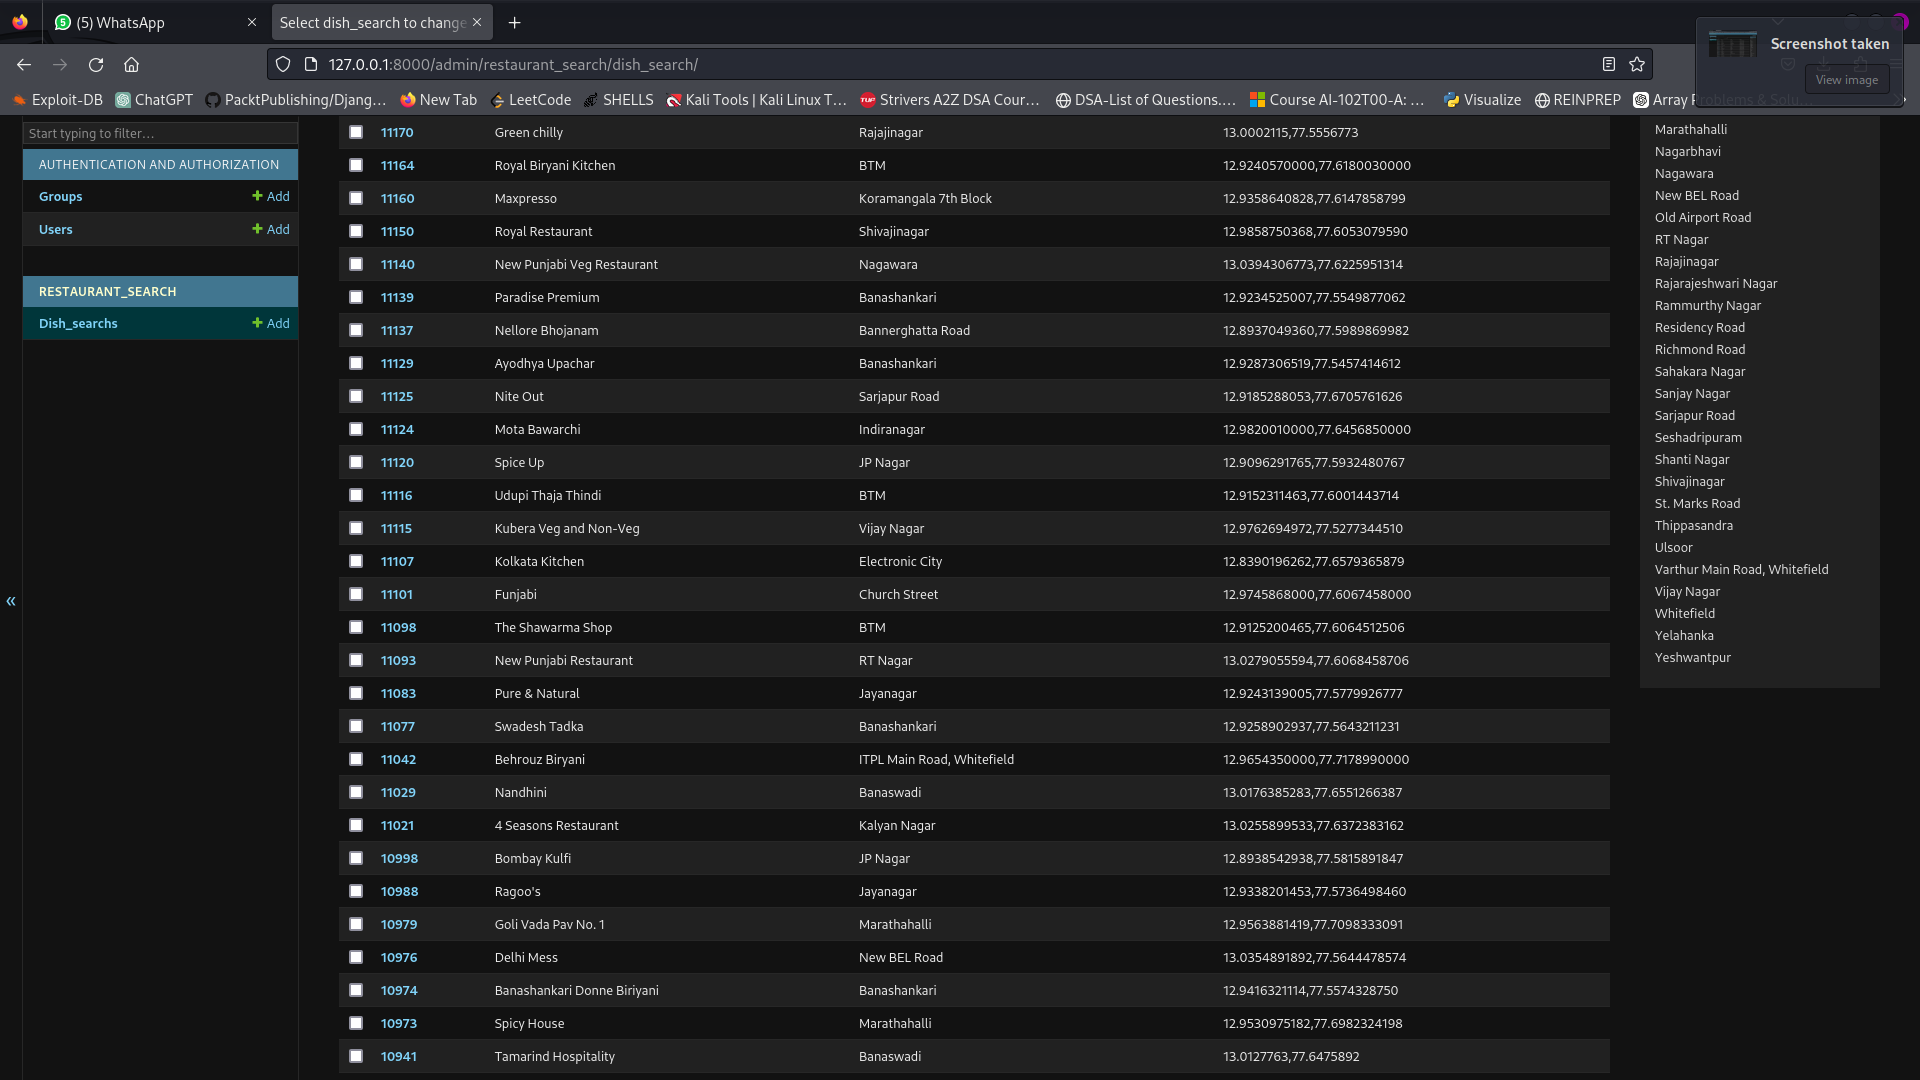 (5) WhatsApp
Select dish_search to change
Screenshot taken
View image
127.0.0.1:8000/admin/restaurant_search/dish_search/
Exploit-DB ChatGPT PacktPublishing/Djang… New Tab LeetCode SHELLS Kali Tools | Kali Linux T… Strivers A2Z DSA Cour… DSA-List of Questions.… Course AI-102T00-A: … Visualize REINPREP Array Problems & Solu…
Start typing to filter…
AUTHENTICATION AND AUTHORIZATION
Groups + Add
Users + Add
RESTAURANT_SEARCH
Dish_searchs + Add
«
11170 Green chilly Rajajinagar 13.0002115,77.5556773
11164 Royal Biryani Kitchen BTM 12.9240570000,77.6180030000
11160 Maxpresso Koramangala 7th Block 12.9358640828,77.6147858799
11150 Royal Restaurant Shivajinagar 12.9858750368,77.6053079590
11140 New Punjabi Veg Restaurant Nagawara 13.0394306773,77.6225951314
11139 Paradise Premium Banashankari 12.9234525007,77.5549877062
11137 Nellore Bhojanam Bannerghatta Road 12.8937049360,77.5989869982
11129 Ayodhya Upachar Banashankari 12.9287306519,77.5457414612
11125 Nite Out Sarjapur Road 12.9185288053,77.6705761626
11124 Mota Bawarchi Indiranagar 12.9820010000,77.6456850000
11120 Spice Up JP Nagar 12.9096291765,77.5932480767
11116 Udupi Thaja Thindi BTM 12.9152311463,77.6001443714
11115 Kubera Veg and Non-Veg Vijay Nagar 12.9762694972,77.5277344510
11107 Kolkata Kitchen Electronic City 12.8390196262,77.6579365879
11101 Funjabi Church Street 12.9745868000,77.6067458000
11098 The Shawarma Shop BTM 12.9125200465,77.6064512506
11093 New Punjabi Restaurant RT Nagar 13.0279055594,77.6068458706
11083 Pure & Natural Jayanagar 12.9243139005,77.5779926777
11077 Swadesh Tadka Banashankari 12.9258902937,77.5643211231
11042 Behrouz Biryani ITPL Main Road, Whitefield 12.9654350000,77.7178990000
11029 Nandhini Banaswadi 13.0176385283,77.6551266387
11021 4 Seasons Restaurant Kalyan Nagar 13.0255899533,77.6372383162
10998 Bombay Kulfi JP Nagar 12.8938542938,77.5815891847
10988 Ragoo's Jayanagar 12.9338201453,77.5736498460
10979 Goli Vada Pav No. 1 Marathahalli 12.9563881419,77.7098333091
10976 Delhi Mess New BEL Road 13.0354891892,77.5644478574
10974 Banashankari Donne Biriyani Banashankari 12.9416321114,77.5574328750
10973 Spicy House Marathahalli 12.9530975182,77.6982324198
10941 Tamarind Hospitality Banaswadi 13.0127763,77.6475892
Marathahalli
Nagarbhavi
Nagawara
New BEL Road
Old Airport Road
RT Nagar
Rajajinagar
Rajarajeshwari Nagar
Rammurthy Nagar
Residency Road
Richmond Road
Sahakara Nagar
Sanjay Nagar
Sarjapur Road
Seshadripuram
Shanti Nagar
Shivajinagar
St. Marks Road
Thippasandra
Ulsoor
Varthur Main Road, Whitefield
Vijay Nagar
Whitefield
Yelahanka
Yeshwantpur